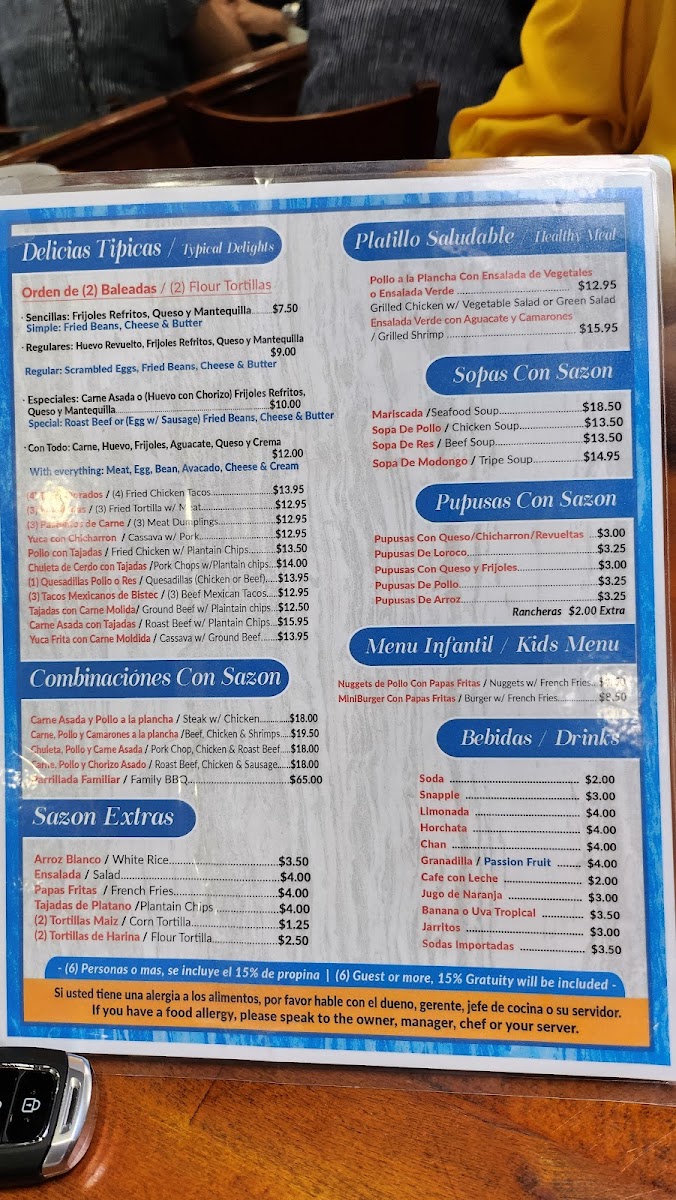 Delicias Tipicas / Typical Delights
Orden de (2) Baleadas / (2) Flour Tortillas
· Sencillas: Frijoles Refritos, Queso y Mantequilla......$7.50
Simple: Fried Beans, Cheese & Butter
· Regulares: Huevo Revuelto, Frijoles Refritos, Queso y Mantequilla
$9.00
Regular: Scrambled Eggs, Fried Beans, Cheese & Butter
· Especiales: Carne Asada o (Huevo con Chorizo) Frijoles Refritos,
Queso y Mantequilla......$10.00
Special: Roast Beef or (Egg w/ Sausage) Fried Beans, Cheese & Butter
· Con Todo: Carne, Huevo, Frijoles, Aguacate, Queso y Crema
$12.00
With everything: Meat, Egg, Bean, Avacado, Cheese & Cream
/ (4) Fried Chicken Tacos......$13.95
/ (3) Fried Tortilla w/ Meat......$12.95
(3) de Carne / (3) Meat Dumplings......$12.95
Yuca con Chicharron / Cassava w/ Pork......$12.95
Pollo con Tajadas / Fried Chicken w/ Plantain Chips......$13.50
Chuleta de Cerdo con Tajadas /Pork Chops w/Plantain chips...$14.00
(1) Quesadillas Pollo o Res / Quesadillas (Chicken or Beef)....$13.95
(3) Tacos Mexicanos de Bistec / (3) Beef Mexican Tacos.....$12.95
Tajadas con Carne Molida/ Ground Beef w/ Plaintain chips...$12.50
Carne Asada con Tajadas / Roast Beef w/ Plantain Chips...$15.95
Yuca Frita con Carne Moldida / Cassava w/ Ground Beef......$13.95
Combinaciónes Con Sazon
Carne Asada y Pollo a la plancha / Steak w/ Chicken............$18.00
Carne, Pollo y Camarones a la plancha /Beef, Chicken & Shrimps....$19.50
Chuleta, Pollo y Carne Asada / Pork Chop, Chicken & Roast Beef....$18.00
Carne, Pollo y Chorizo Asado / Roast Beef, Chicken & Sausage.....$18.00
Parrillada Familiar / Family BBQ......$65.00
Sazon Extras
Arroz Blanco / White Rice......$3.50
Ensalada / Salad......$4.00
Papas Fritas / French Fries......$4.00
Tajadas de Platano /Plantain Chips ......$4.00
(2) Tortillas Maiz / Corn Tortilla......$1.25
(2) Tortillas de Harina / Flour Tortilla......$2.50
Platillo Saludable / Healthy Meal
Pollo a la Plancha Con Ensalada de Vegetales
o Ensalada Verde ...... $12.95
Grilled Chicken w/ Vegetable Salad or Green Salad
Ensalada Verde con Aguacate y Camarones
/ Grilled Shrimp ...... $15.95
Sopas Con Sazon
Mariscada /Seafood Soup......$18.50
Sopa De Pollo / Chicken Soup......$13.50
Sopa De Res / Beef Soup......$13.50
Sopa De Modongo / Tripe Soup......$14.95
Pupusas Con Sazon
Pupusas Con Queso/Chicharron/Revueltas ...$3.00
Pupusas De Loroco......$3.25
Pupusas Con Queso y Frijoles......$3.00
Pupusas De Pollo......$3.25
Pupusas De Arroz......$3.25
Rancheras $2.00 Extra
Menu Infantil / Kids Menu
Nuggets de Pollo Con Papas Fritas / Nuggets w/ French Fries..
MiniBurger Con Papas Fritas / Burger w/ French Fries......$8.50
Bebidas / Drinks
Soda ...... $2.00
Snapple ...... $3.00
Limonada ...... $4.00
Horchata ...... $4.00
Chan ...... $4.00
Granadilla / Passion Fruit ...... $4.00
Cafe con Leche ...... $2.00
Jugo de Naranja ...... $3.00
Banana o Uva Tropical ...... $3.50
Jarritos ...... $3.00
Sodas Importadas ...... $3.50
- (6) Personas o mas, se incluye el 15% de propina | (6) Guest or more, 15% Gratuity will be included -
Si usted tiene una alergia a los alimentos, por favor hable con el dueno, gerente, jefe de cocina o su servidor.
If you have a food allergy, please speak to the owner, manager, chef or your server.